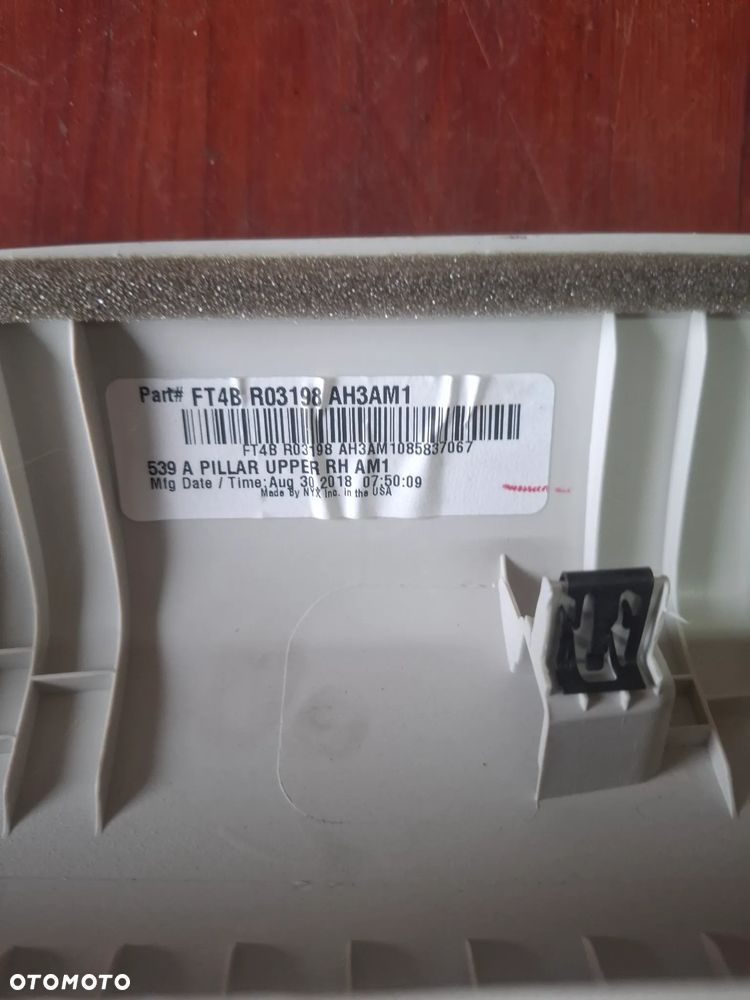 Part# FT4B R03198 AH3AM1
FT4B R03198 AH3AM1085837067
539 A PILLAR UPPER RH AM1
Mfg Date / Time: Aug 30 2018 07:50:09
Made By NYX Inc. in the USA
OTOMOTO